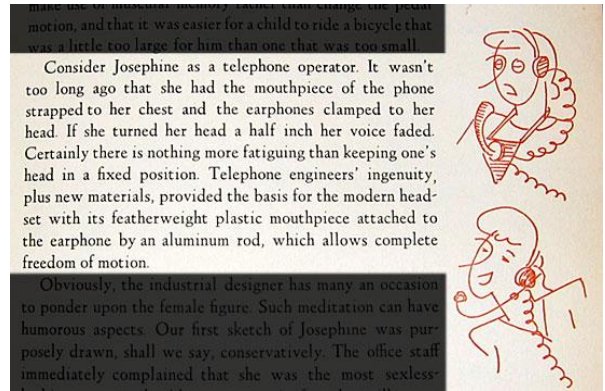 make use of muscular memory rather than change the pedal
motion, and that it was easier for a child to ride a bicycle that
was a little too large for him than one that was too small.
Consider Josephine as a telephone operator. It wasn't
too long ago that she had the mouthpiece of the phone
strapped to her chest and the earphones clamped to her
head. If she turned her head a half inch her voice faded.
Certainly there is nothing more fatiguing than keeping one's
head in a fixed position. Telephone engineers' ingenuity,
plus new materials, provided the basis for the modern head-
set with its featherweight plastic mouthpiece attached to
the earphone by an aluminum rod, which allows complete
freedom of motion.
Obviously, the industrial designer has many an occasion
to ponder upon the female figure. Such meditation can have
humorous aspects. Our first sketch of Josephine was pur-
posely drawn, shall we say, conservatively. The office staff
immediately complained that she was the most sexless-